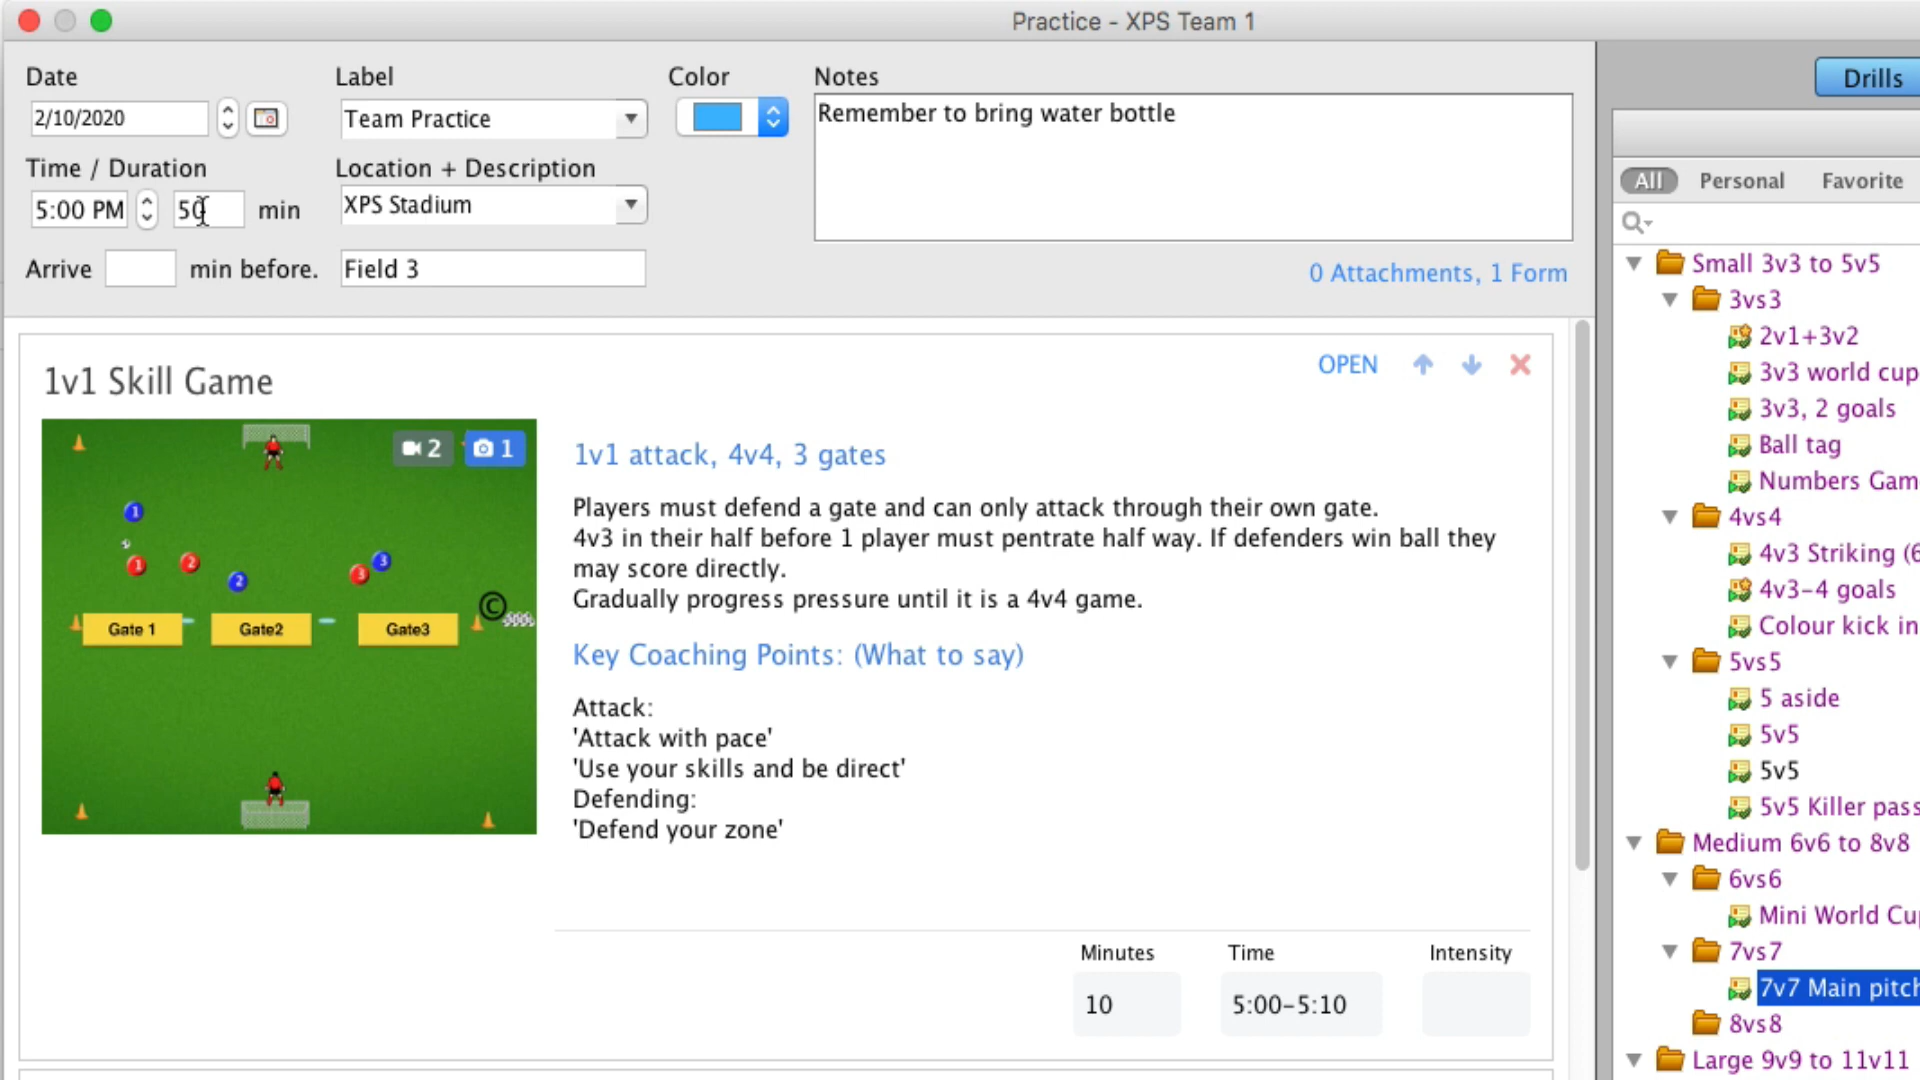 Practice - XPS Team 1
Date
Label
Color
Notes
2/10/2020
Team Practice
Remember to bring water bottle
Time / Duration
Location + Description
5:00 PM
50
min
XPS Stadium
Arrive
min before.
Field 3
0 Attachments, 1 Form
1v1 Skill Game
OPEN
2
1
1
1
2
2
3
3
©
Gate 1
Gate2
Gate3
1v1 attack, 4v4, 3 gates
Players must defend a gate and can only attack through their own gate.
4v3 in their half before 1 player must pentrate half way. If defenders win ball they
may score directly.
Gradually progress pressure until it is a 4v4 game.
Key Coaching Points: (What to say)
Attack:
'Attack with pace'
'Use your skills and be direct'
Defending:
'Defend your zone'
Minutes
Time
Intensity
10
5:00-5:10
Drills
All
Personal
Favorite
Small 3v3 to 5v5
3vs3
2v1+3v2
3v3 world cup
3v3, 2 goals
Ball tag
Numbers Gam
4vs4
4v3 Striking (6
4v3-4 goals
Colour kick in
5vs5
5 aside
5v5
5v5
5v5 Killer pass
Medium 6v6 to 8v8
6vs6
Mini World Cup
7vs7
7v7 Main pitch
8vs8
Large 9v9 to 11v11